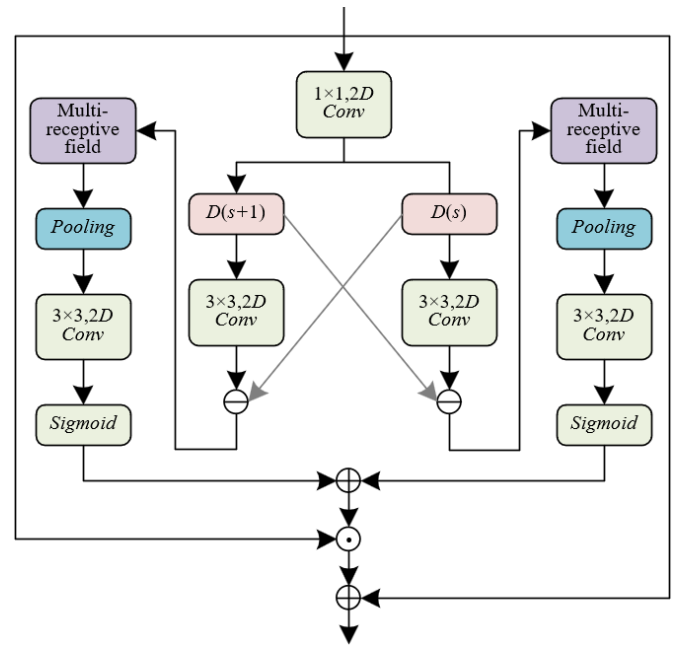 1×1,2D
Conv
Multi-
receptive
field
Multi-
receptive
field
D(s+1)
D(s)
Pooling
Pooling
3×3,2D
Conv
3×3,2D
Conv
3×3,2D
Conv
3×3,2D
Conv
Sigmoid
Sigmoid